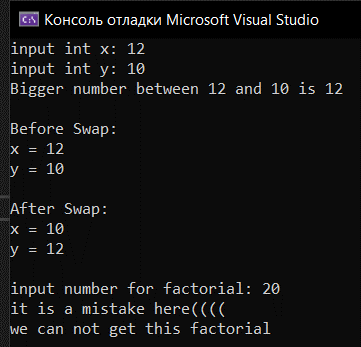 Консоль отладки Microsoft Visual Studio
input int x: 12
input int y: 10
Bigger number between 12 and 10 is 12
Before Swap:
x = 12
y = 10
After Swap:
x = 10
y = 12
input number for factorial: 20
it is a mistake here((((
we can not get this factorial